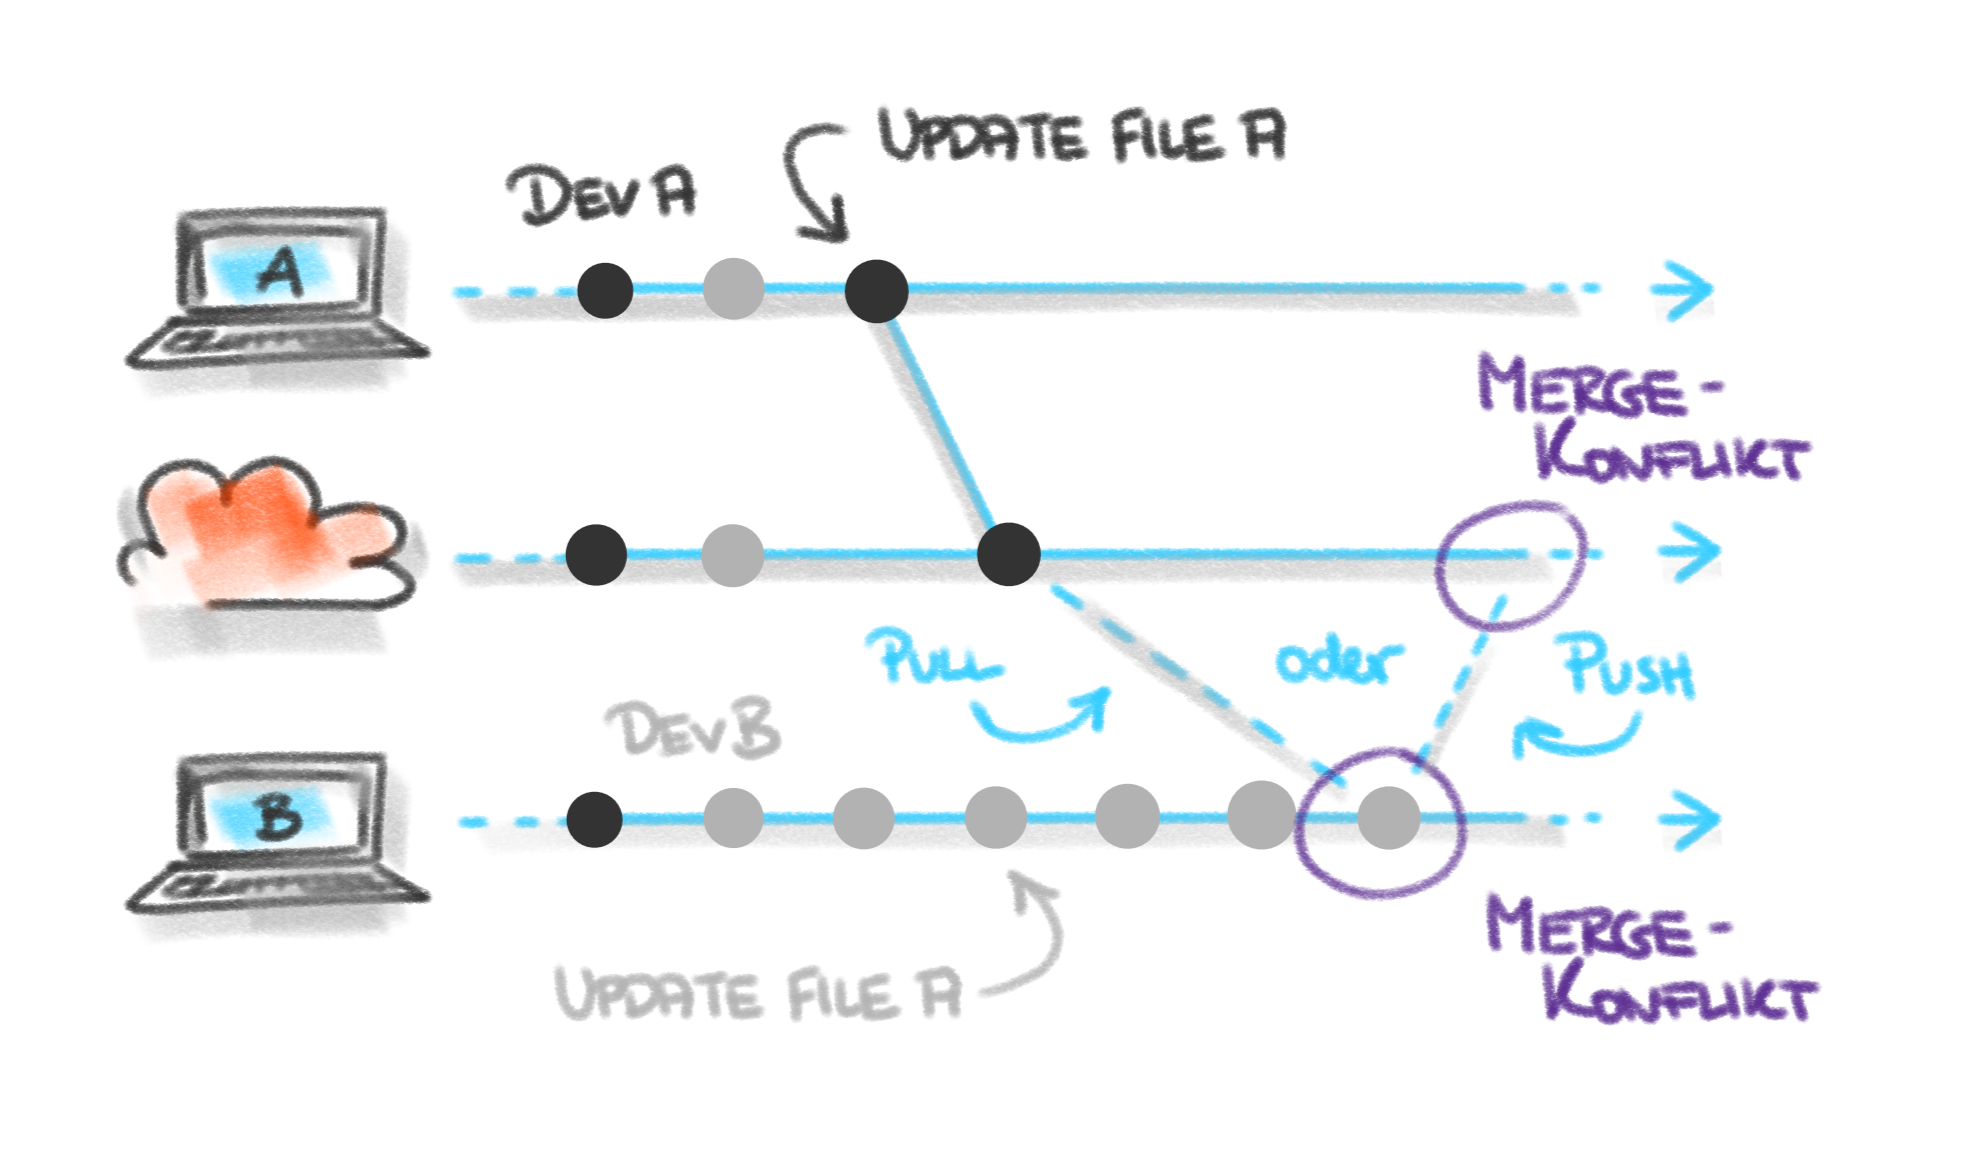 UPDATE FILE A
DEV A
A
MERGE-
KONFLIKT
PULL
oder
PUSH
DEV B
B
UPDATE FILE A
MERGE-
KONFLIKT